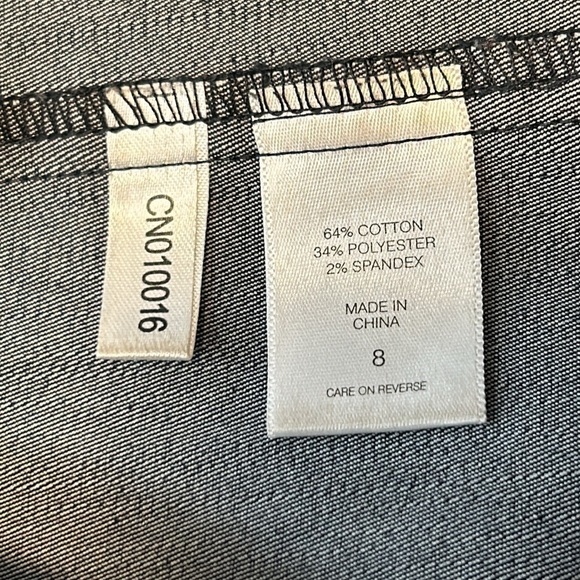 CN010016
64% COTTON
34% POLYESTER
2% SPANDEX
MADE IN
CHINA
8
CARE ON REVERSE